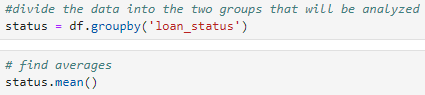 #divide the data into the two groups that will be analyzed
status = df.groupby('loan_status')
# find averages
status.mean()